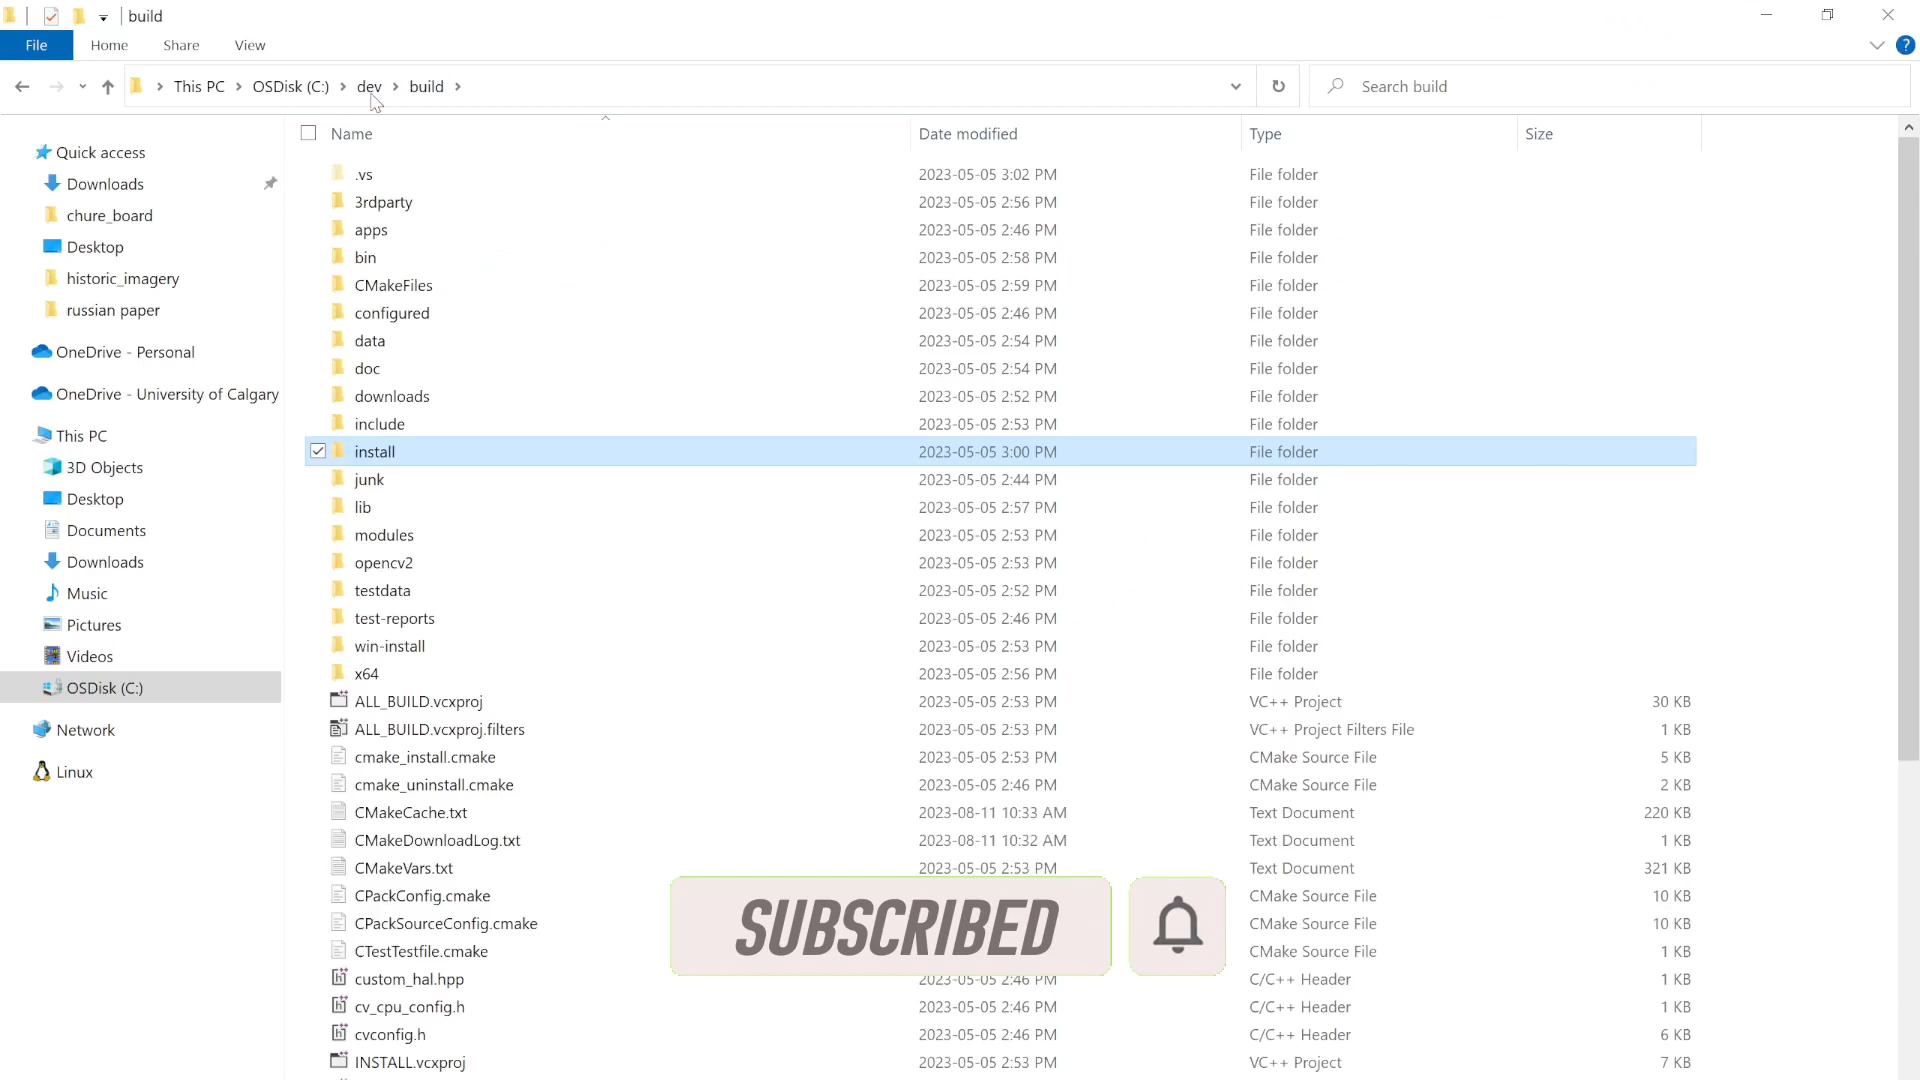 build
File Home Share View
This PC OSDisk (C:) dev build
Search build
Name Date modified Type Size
Quick access
Downloads
chure_board
Desktop
historic_imagery
russian paper
OneDrive - Personal
OneDrive - University of Calgary
This PC
3D Objects
Desktop
Documents
Downloads
Music
Pictures
Videos
OSDisk (C:)
Network
Linux
.vs 2023-05-05 3:02 PM File folder
3rdparty 2023-05-05 2:56 PM File folder
apps 2023-05-05 2:46 PM File folder
bin 2023-05-05 2:58 PM File folder
CMakeFiles 2023-05-05 2:59 PM File folder
configured 2023-05-05 2:46 PM File folder
data 2023-05-05 2:54 PM File folder
doc 2023-05-05 2:54 PM File folder
downloads 2023-05-05 2:52 PM File folder
include 2023-05-05 2:53 PM File folder
install 2023-05-05 3:00 PM File folder
junk 2023-05-05 2:44 PM File folder
lib 2023-05-05 2:57 PM File folder
modules 2023-05-05 2:53 PM File folder
opencv2 2023-05-05 2:53 PM File folder
testdata 2023-05-05 2:52 PM File folder
test-reports 2023-05-05 2:46 PM File folder
win-install 2023-05-05 2:53 PM File folder
x64 2023-05-05 2:56 PM File folder
ALL_BUILD.vcxproj 2023-05-05 2:53 PM VC++ Project 30 KB
ALL_BUILD.vcxproj.filters 2023-05-05 2:53 PM VC++ Project Filters File 1 KB
cmake_install.cmake 2023-05-05 2:53 PM CMake Source File 5 KB
cmake_uninstall.cmake 2023-05-05 2:46 PM CMake Source File 2 KB
CMakeCache.txt 2023-08-11 10:33 AM Text Document 220 KB
CMakeDownloadLog.txt 2023-08-11 10:32 AM Text Document 1 KB
CMakeVars.txt 2023-05-05 2:53 PM Text Document 321 KB
CPackConfig.cmake CMake Source File 10 KB
CPackSourceConfig.cmake CMake Source File 10 KB
CTestTestfile.cmake CMake Source File 1 KB
SUBSCRIBED
custom_hal.hpp 2023-05-05 2:46 PM C/C++ Header 1 KB
cv_cpu_config.h 2023-05-05 2:46 PM C/C++ Header 1 KB
cvconfig.h 2023-05-05 2:46 PM C/C++ Header 6 KB
INSTALL.vcxproj 2023-05-05 2:53 PM VC++ Project 7 KB